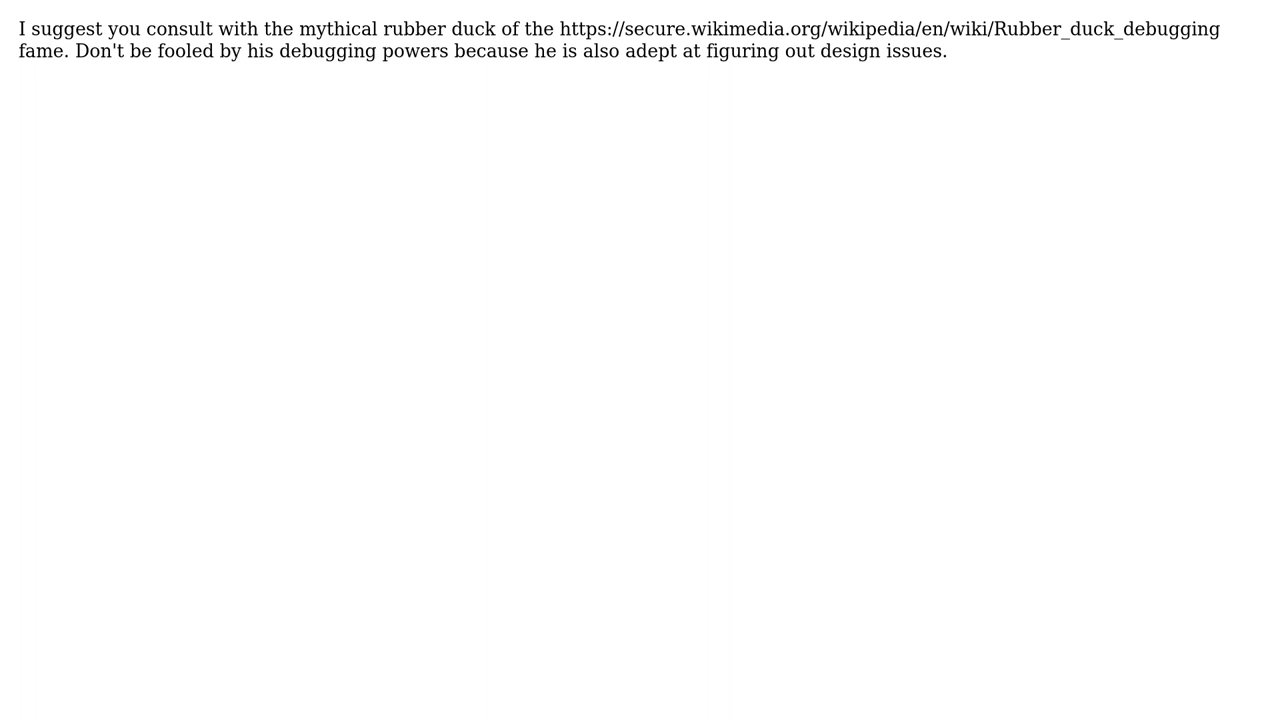 I suggest you consult with the mythical rubber duck of the https://secure.wikimedia.org/wikipedia/en/wiki/Rubber_duck_debugging
fame. Don't be fooled by his debugging powers because he is also adept at figuring out design issues.